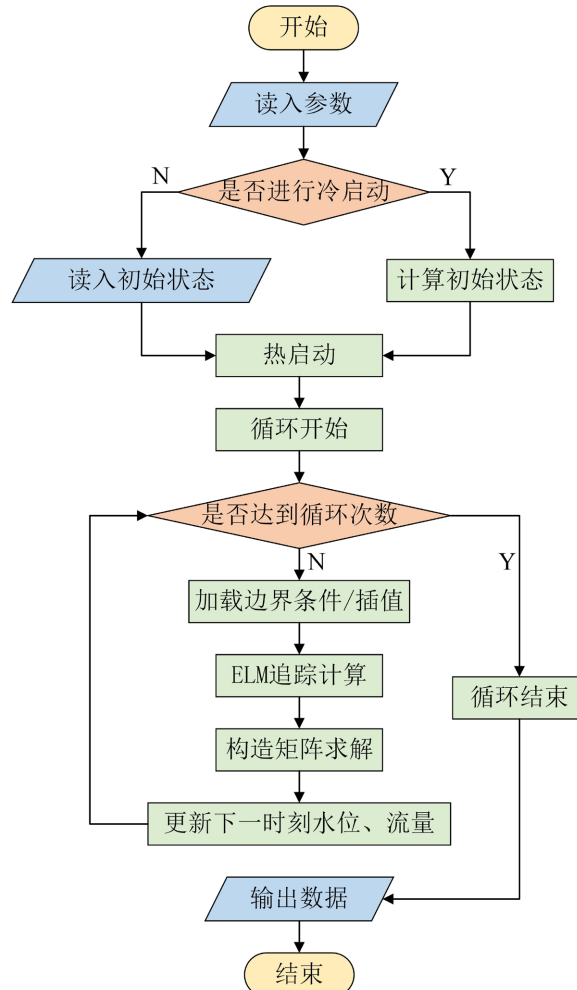 开始
读入参数
是否进行冷启动
N
Y
读入初始状态
计算初始状态
热启动
循环开始
是否达到循环次数
N
Y
加载边界条件/插值
ELM追踪计算
循环结束
构造矩阵求解
更新下一时刻水位、流量
输出数据
结束